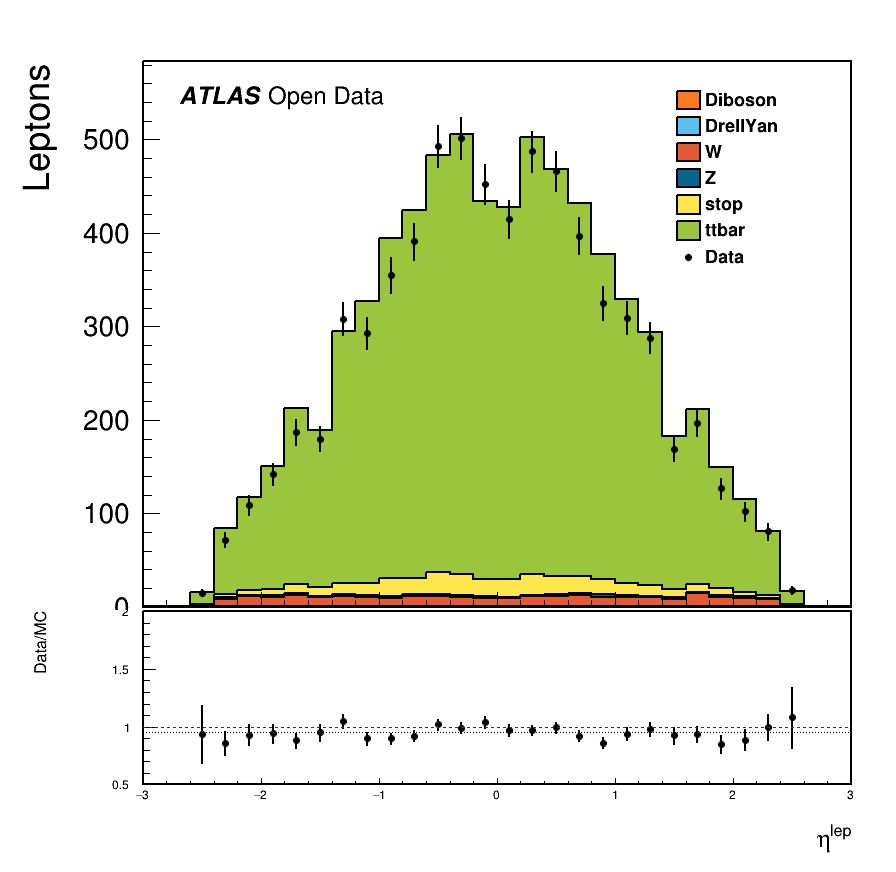 Leptons
ATLAS Open Data
Diboson
DrellYan
W
Z
stop
ttbar
Data
500
400
300
200
100
0
Data/MC
2
1.5
1
0.5
−3 −2 −1 0 1 2 3
η^lep